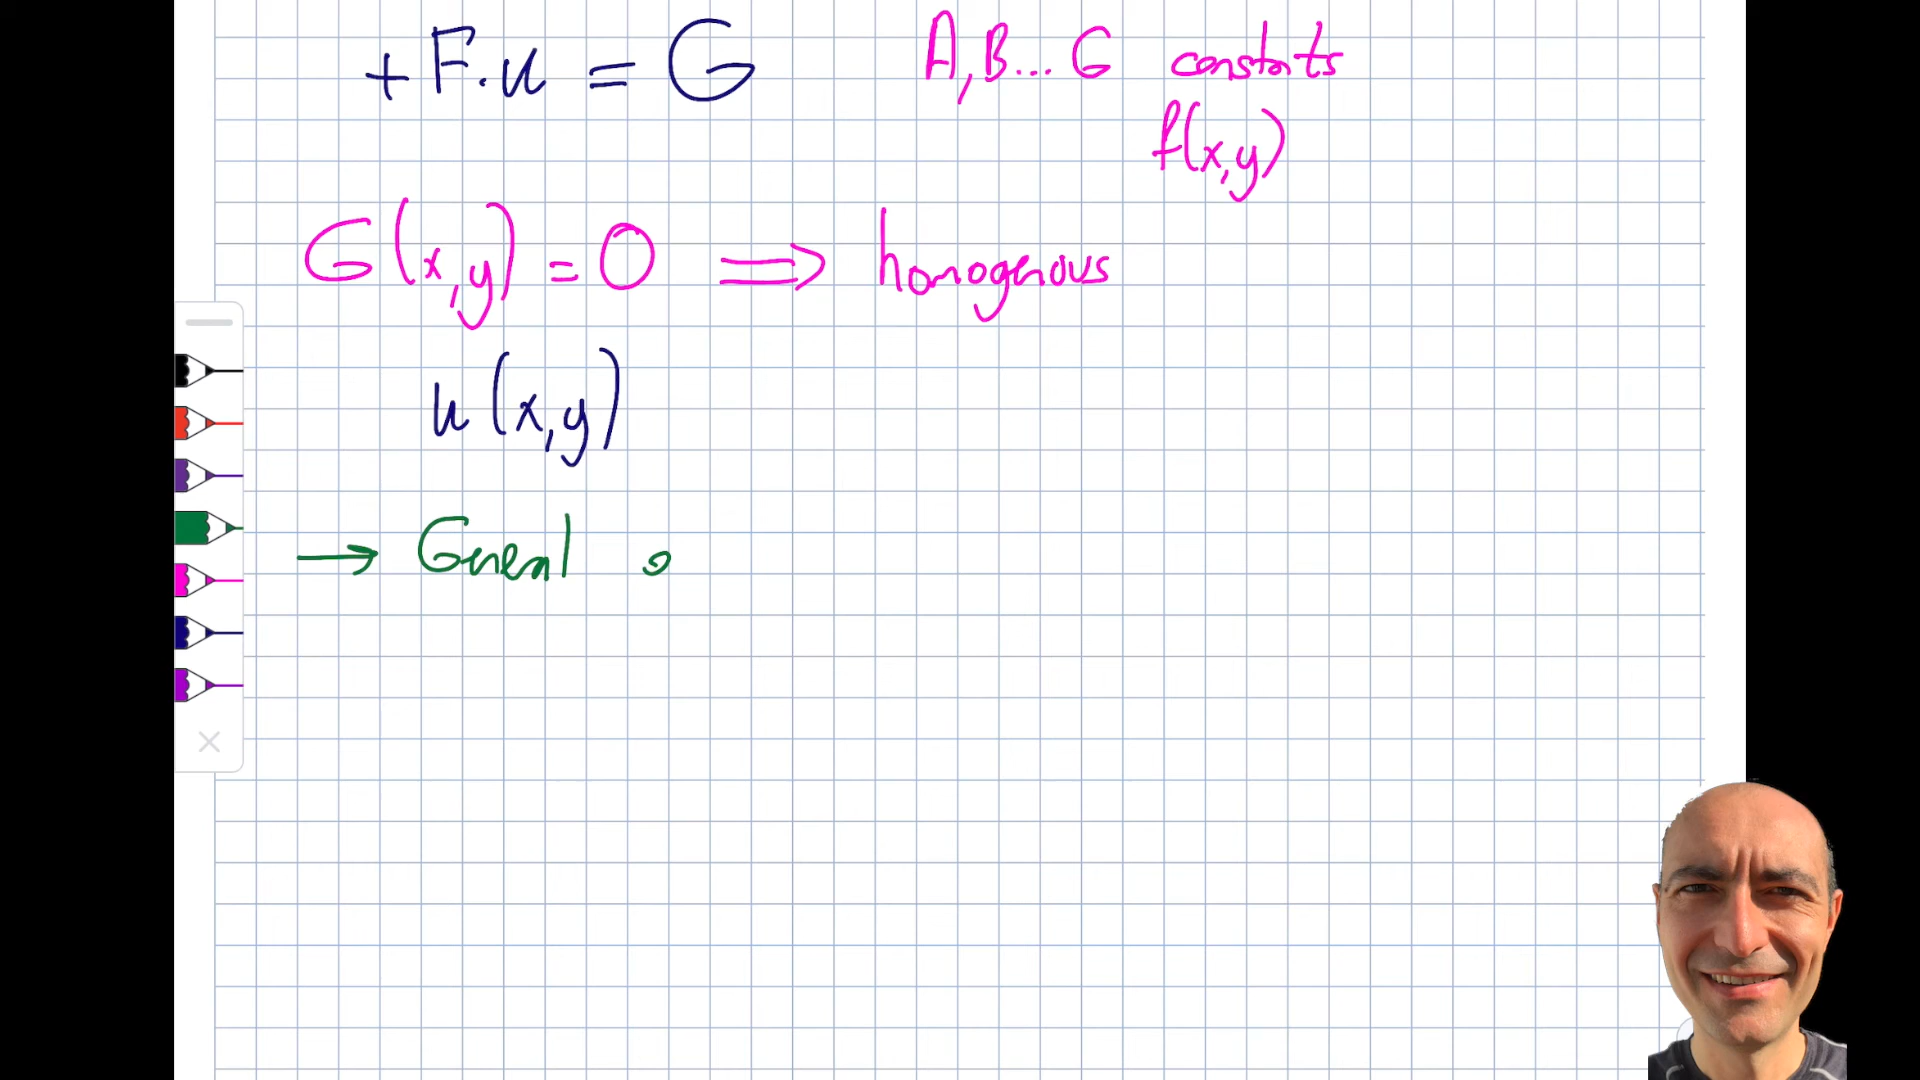 + F.u = G A,B...G constants
f(x,y)
G(x,y) = 0 ⟹ homogenous
u(x,y)
→ General